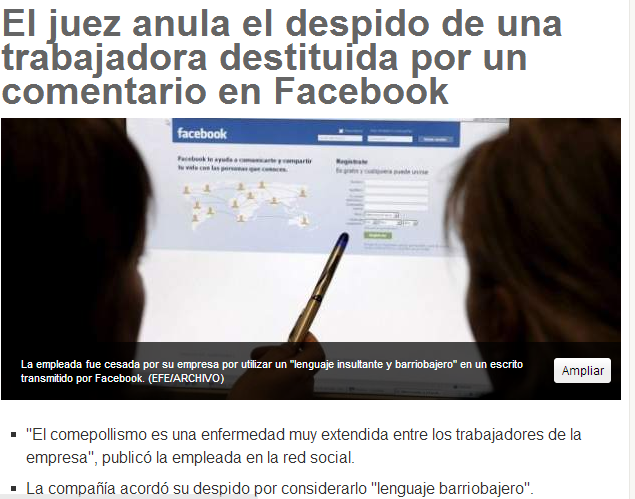 El juez anula el despido de una
trabajadora destituida por un
comentario en Facebook
facebook
Facebook te ayuda a comunicarte y compartir
tu vida con las personas que conoces.
Regístrate
Es gratis y cualquiera puede unirse
La empleada fue cesada por su empresa por utilizar un "lenguaje insultante y barriobajero" en un escrito
transmitido por Facebook. (EFE/ARCHIVO)
Ampliar
"El comepollismo es una enfermedad muy extendida entre los trabajadores de la
empresa", publicó la empleada en la red social.
La compañía acordó su despido por considerarlo "lenguaje barriobajero".